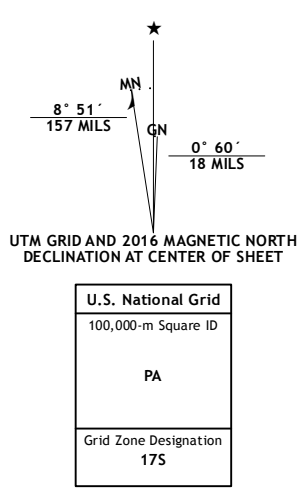 MN
8° 51´
157 MILS
GN
0° 60´
18 MILS
UTM GRID AND 2016 MAGNETIC NORTH
DECLINATION AT CENTER OF SHEET
U.S. National Grid
100,000-m Square ID
PA
Grid Zone Designation
17S